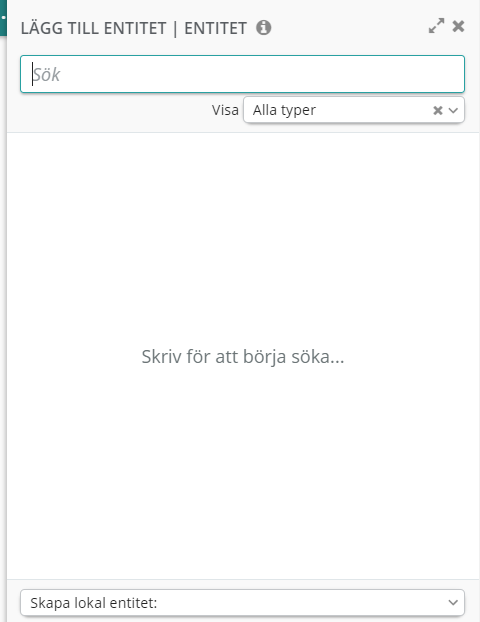 LÄGG TILL ENTITET | ENTITET
Sök
Visa Alla typer
Skriv för att börja söka...
Skapa lokal entitet: